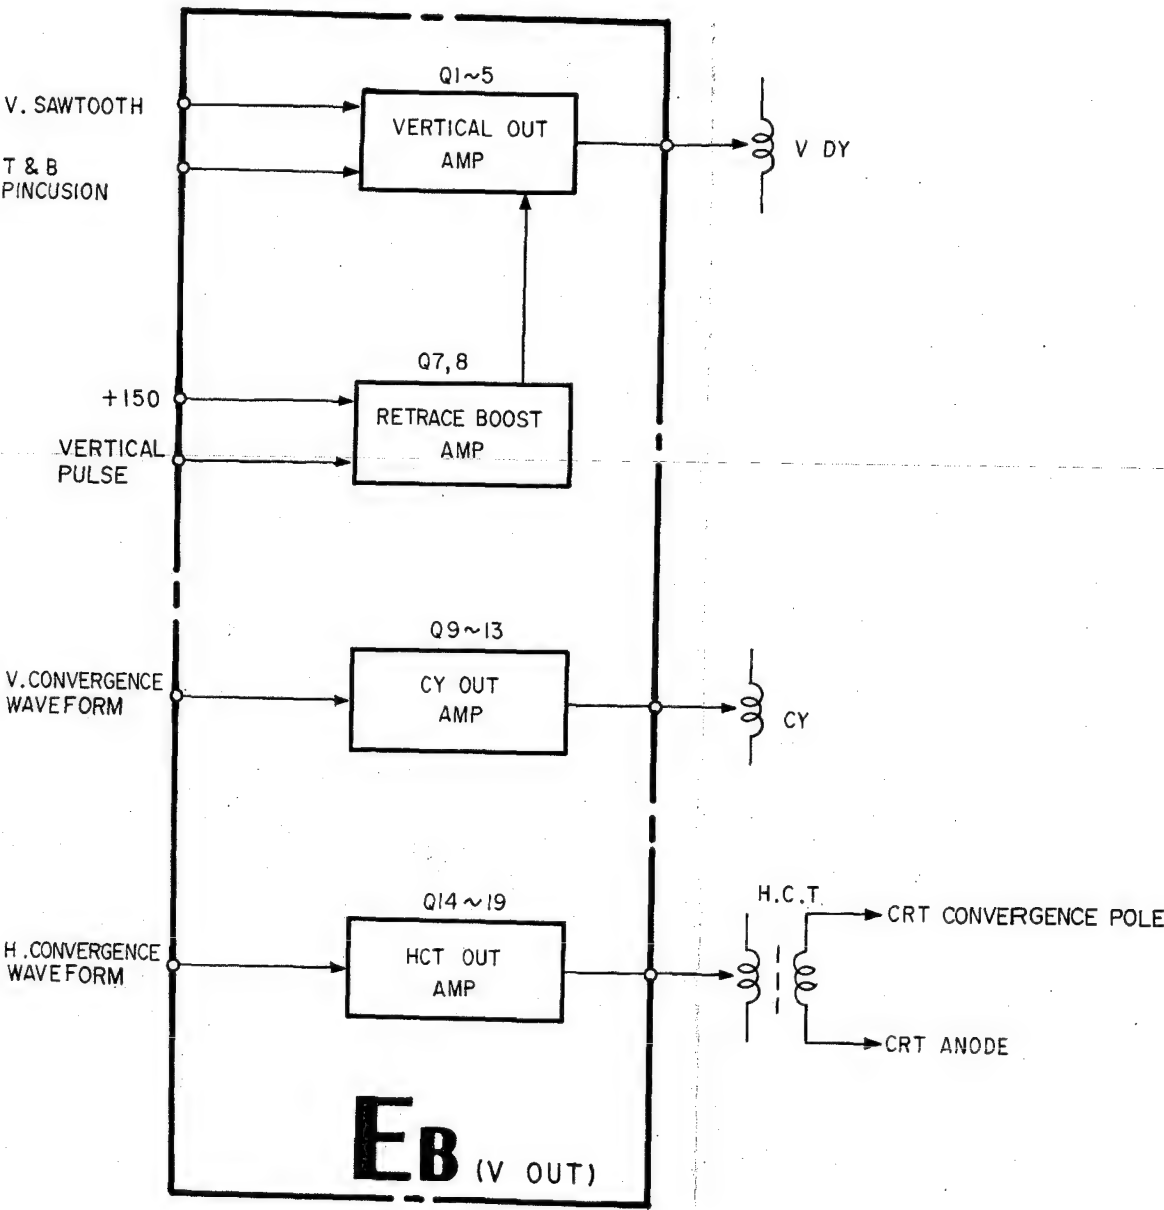 Q1~5
V. SAWTOOTH
VERTICAL OUT
AMP
V DY
T & B
PINCUSION
Q7,8
+150
RETRACE BOOST
AMP
VERTICAL
PULSE
Q9~13
V.CONVERGENCE
WAVEFORM
CY OUT
AMP
CY
Q14~19
H.C.T.
CRT CONVERGENCE POLE
H.CONVERGENCE
WAVEFORM
HCT OUT
AMP
CRT ANODE
EB (V OUT)